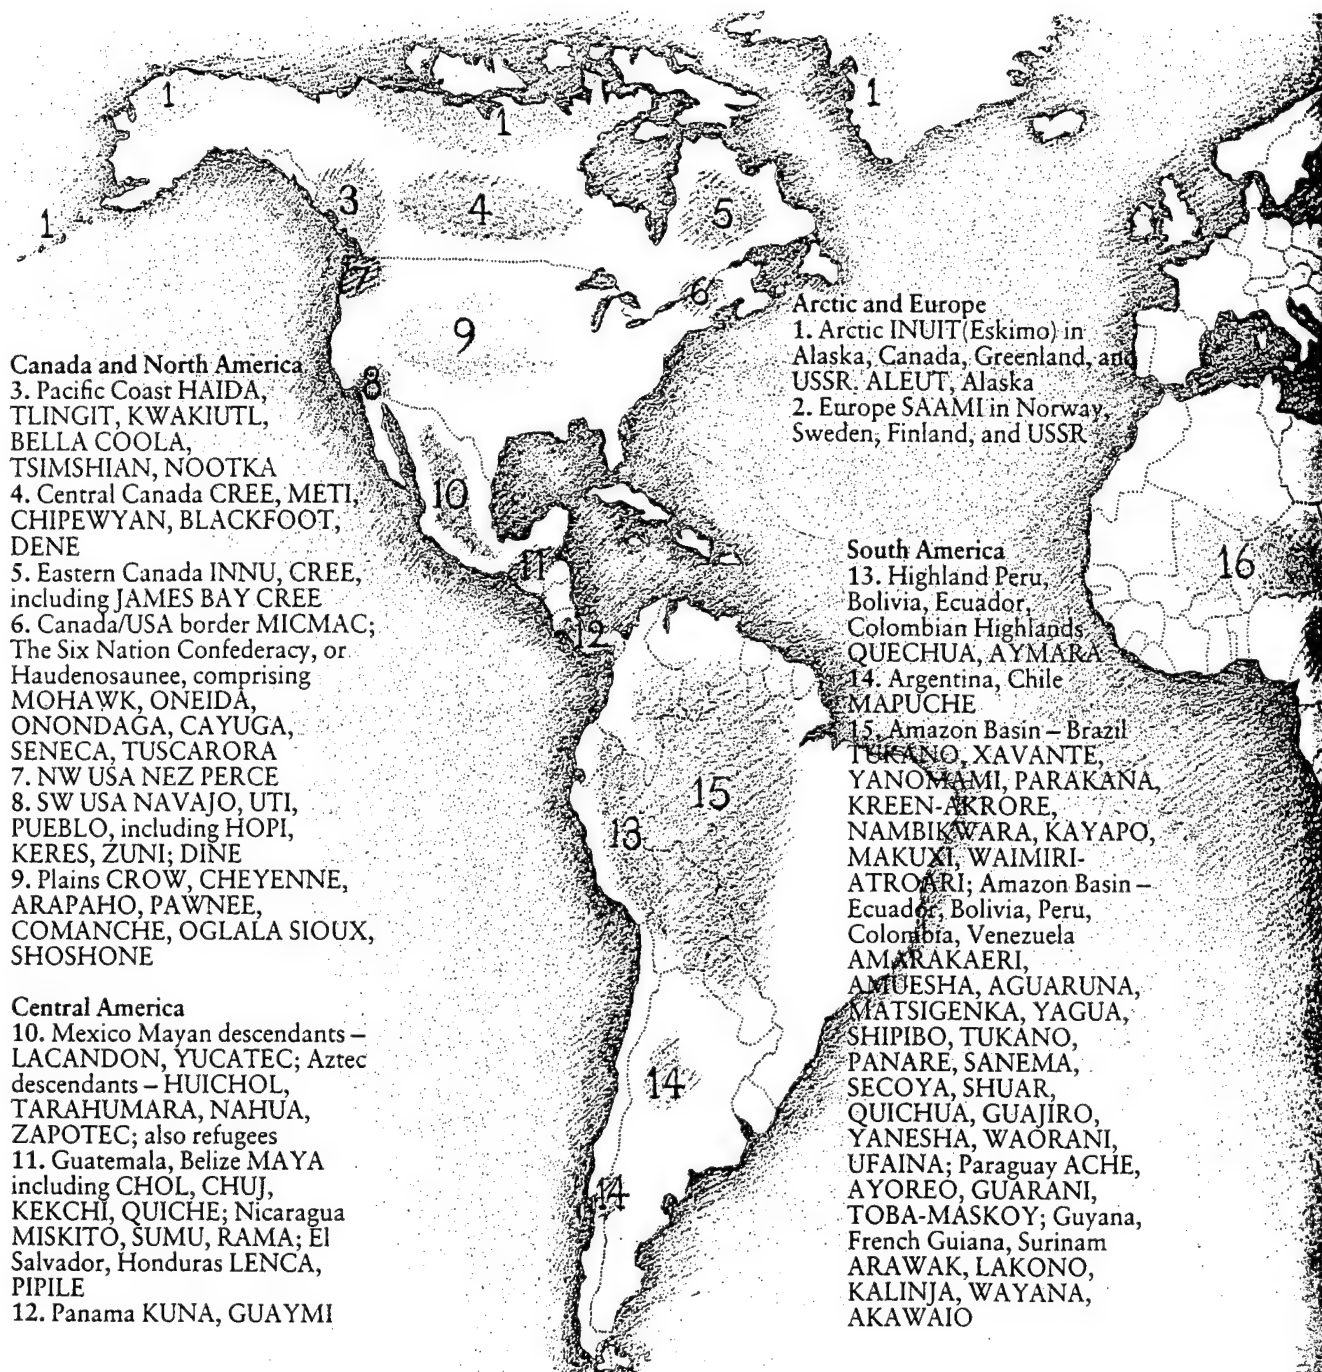 1
1
1
1
3
4
5
7
6
9
8
10
11
12
16
15
13
14
14
Arctic and Europe
1. Arctic INUIT(Eskimo) in
Alaska, Canada, Greenland, and
USSR. ALEUT, Alaska
2. Europe SAAMI in Norway,
Sweden, Finland, and USSR
Canada and North America
3. Pacific Coast HAIDA,
TLINGIT, KWAKIUTL,
BELLA COOLA,
TSIMSHIAN, NOOTKA
4. Central Canada CREE, METI,
CHIPEWYAN, BLACKFOOT,
DENE
5. Eastern Canada INNU, CREE,
including JAMES BAY CREE
6. Canada/USA border MICMAC;
The Six Nation Confederacy, or
Haudenosaunee, comprising
MOHAWK, ONEIDA,
ONONDAGA, CAYUGA,
SENECA, TUSCARORA
7. NW USA NEZ PERCE
8. SW USA NAVAJO, UTI,
PUEBLO, including HOPI,
KERES, ZUNI; DINE
9. Plains CROW, CHEYENNE,
ARAPAHO, PAWNEE,
COMANCHE, OGLALA SIOUX,
SHOSHONE
Central America
10. Mexico Mayan descendants –
LACANDON, YUCATEC; Aztec
descendants – HUICHOL,
TARAHUMARA, NAHUA,
ZAPOTEC; also refugees
11. Guatemala, Belize MAYA
including CHOL, CHUJ,
KEKCHI, QUICHE; Nicaragua
MISKITO, SUMU, RAMA; El
Salvador, Honduras LENCA,
PIPILE
12. Panama KUNA, GUAYMI
South America
13. Highland Peru,
Bolivia, Ecuador,
Colombian Highlands
QUECHUA, AYMARA
14. Argentina, Chile
MAPUCHE
15. Amazon Basin – Brazil
TUKANO, XAVANTE,
YANOMAMI, PARAKANA,
KREEN-AKRORE,
NAMBIKWARA, KAYAPO,
MAKUXI, WAIMIRI-
ATROARI; Amazon Basin –
Ecuador, Bolivia, Peru,
Colombia, Venezuela
AMARAKAERI,
AMUESHA, AGUARUNA,
MATSIGENKA, YAGUA,
SHIPIBO, TUKANO,
PANARE, SANEMA,
SECOYA, SHUAR,
QUICHUA, GUAJIRO,
YANESHA, WAORANI,
UFAINA; Paraguay ACHE,
AYOREO, GUARANI,
TOBA-MASKOY; Guyana,
French Guiana, Surinam
ARAWAK, LAKONO,
KALINJA, WAYANA,
AKAWAIO